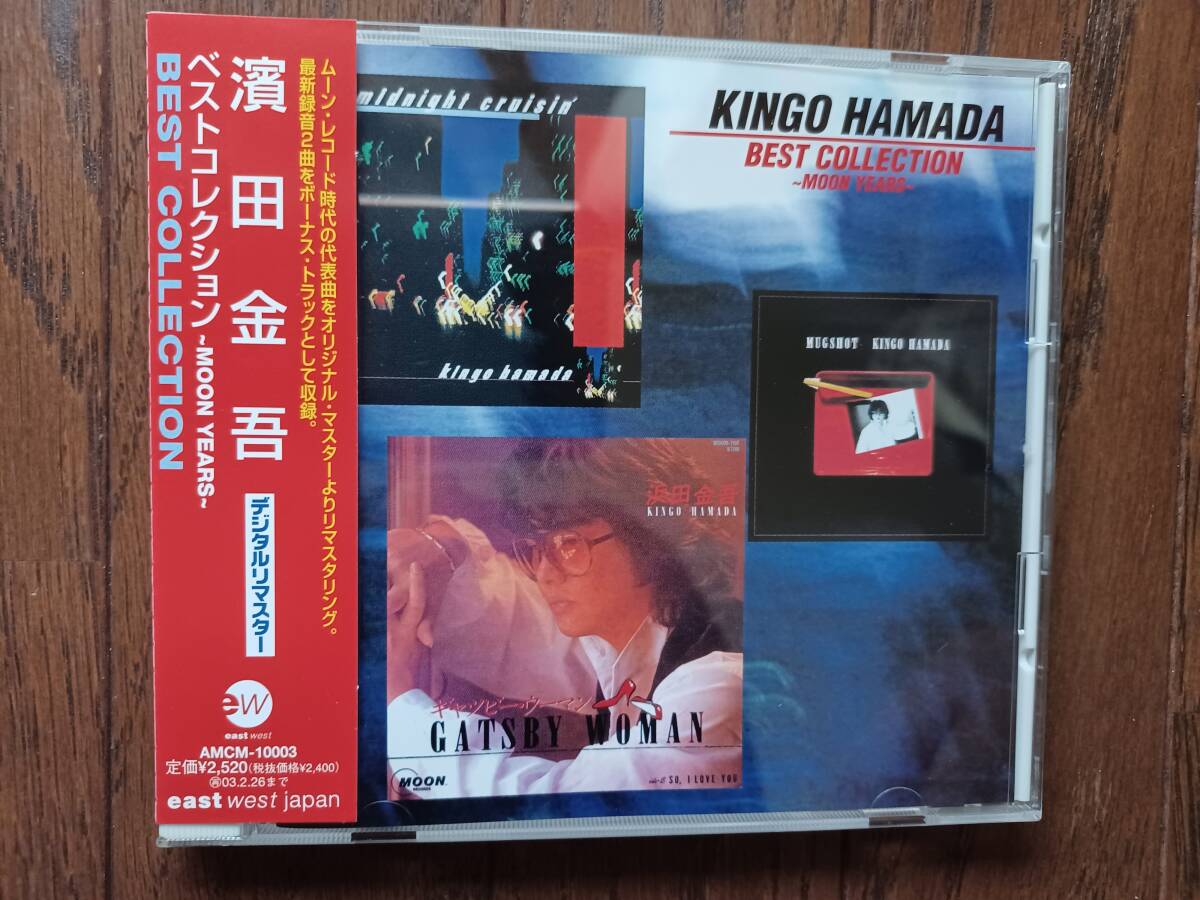 ムーン・レコード時代の代表曲をオリジナル・マスターよりリマスタリング。
最新録音2曲をボーナス・トラックとして収録。
濱田金吾
ベストコレクション~MOON YEARS~
BEST COLLECTION
デジタルリマスター
ew
east west
AMCM-10003
定価¥2,520(税抜価格¥2,400)
再03.2.26まで
east west japan
midnight cruisin'
kingo hamada
KINGO HAMADA
BEST COLLECTION
~MOON YEARS~
MUGSHOT KINGO HAMADA
浜田金吾
KINGO HAMADA
ギャツビー・ウーマン
GATSBY WOMAN
SO, I LOVE YOU
MOON
RECORDS